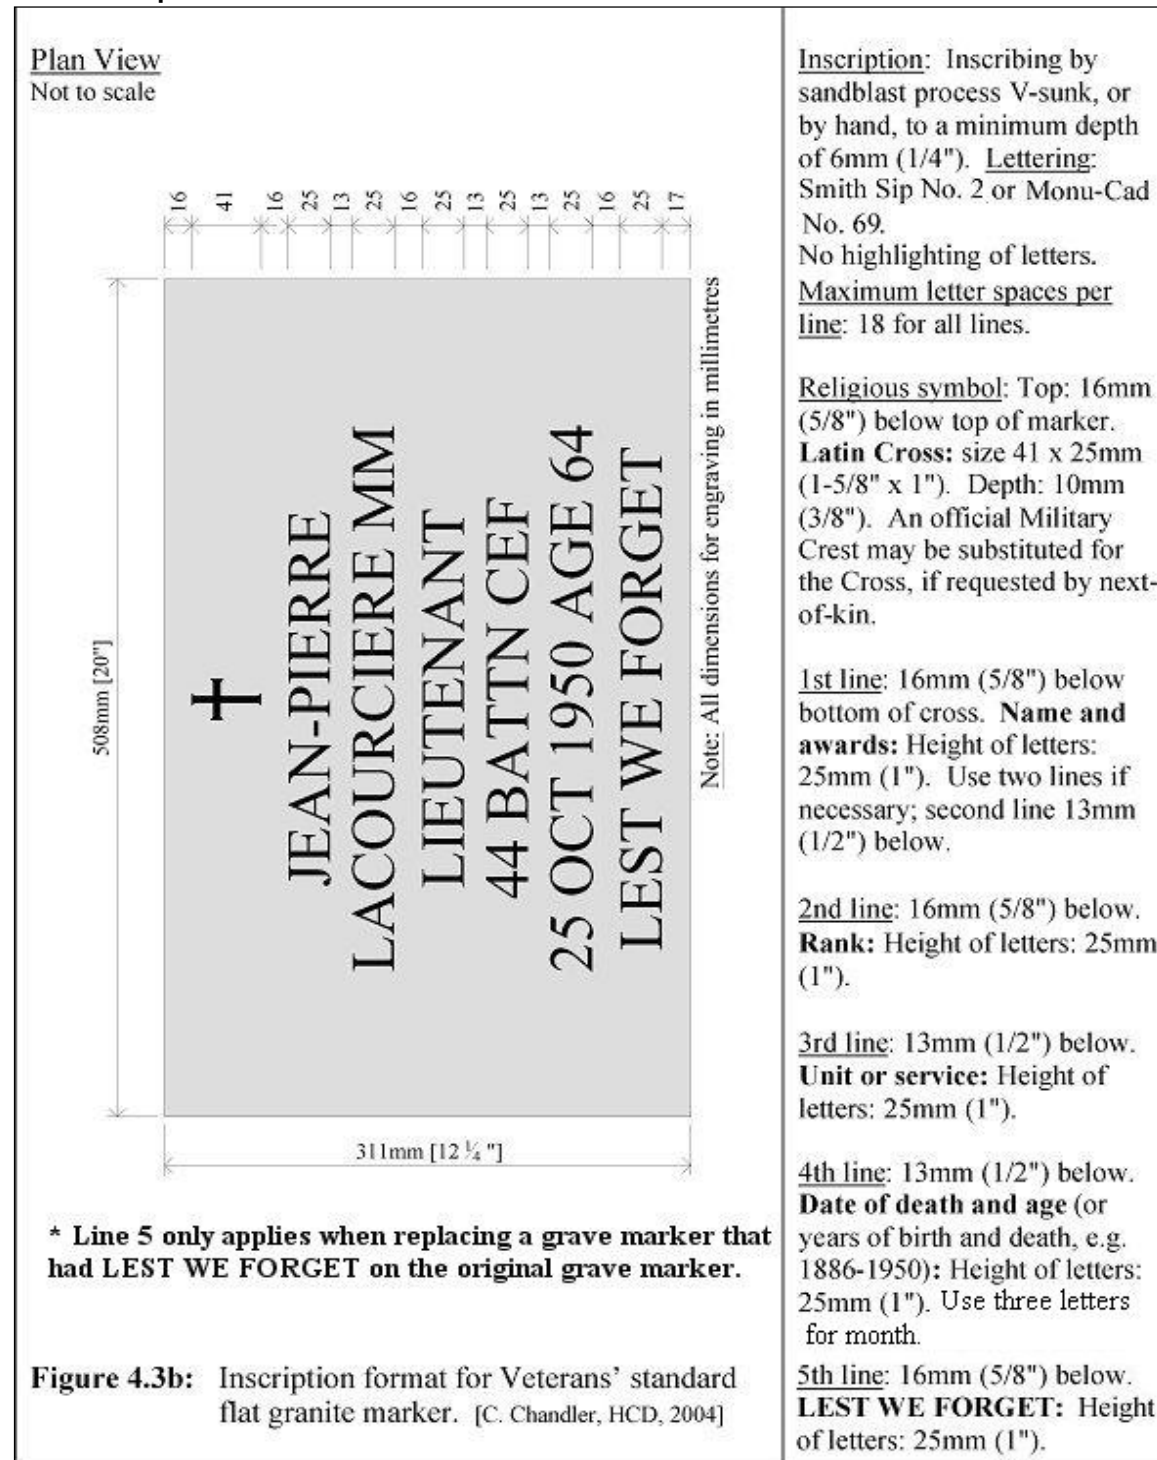 Plan View
Not to scale
16 41 16 25 13 25 16 25 13 25 13 25 16 25 17
508mm [20"]
JEAN-PIERRE
LACOURCIERE MM
LIEUTENANT
44 BATTN CEF
25 OCT 1950 AGE 64
LEST WE FORGET
Note: All dimensions for engraving in millimetres
311mm [12 ¼ "]
* Line 5 only applies when replacing a grave marker that
had LEST WE FORGET on the original grave marker.
Figure 4.3b: Inscription format for Veterans' standard
flat granite marker. [C. Chandler, HCD, 2004]
Inscription: Inscribing by
sandblast process V-sunk, or
by hand, to a minimum depth
of 6mm (1/4"). Lettering:
Smith Sip No. 2 or Monu-Cad
No. 69.
No highlighting of letters.
Maximum letter spaces per
line: 18 for all lines.
Religious symbol: Top: 16mm
(5/8") below top of marker.
Latin Cross: size 41 x 25mm
(1-5/8" x 1"). Depth: 10mm
(3/8"). An official Military
Crest may be substituted for
the Cross, if requested by next-
of-kin.
1st line: 16mm (5/8") below
bottom of cross. Name and
awards: Height of letters:
25mm (1"). Use two lines if
necessary; second line 13mm
(1/2") below.
2nd line: 16mm (5/8") below.
Rank: Height of letters: 25mm
(1").
3rd line: 13mm (1/2") below.
Unit or service: Height of
letters: 25mm (1").
4th line: 13mm (1/2") below.
Date of death and age (or
years of birth and death, e.g.
1886-1950): Height of letters:
25mm (1"). Use three letters
for month.
5th line: 16mm (5/8") below.
LEST WE FORGET: Height
of letters: 25mm (1").